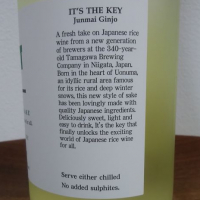 IT'S THE KEY
Junmai Ginjo
A fresh take on Japanese rice
wine from a new generation
of brewers at the 340-year-
old Tamagawa Brewing
Company in Niigata, Japan.
Born in the heart of Uonuma,
an idyllic rural area famous
for its rice and deep winter
snows, this new style of sake
has been lovingly made with
quality Japanese ingredients.
Deliciously sweet, light and
easy to drink, It's the key that
finally unlocks the exciting
world of Japanese rice wine
for all.
Serve either chilled
No added sulphites.